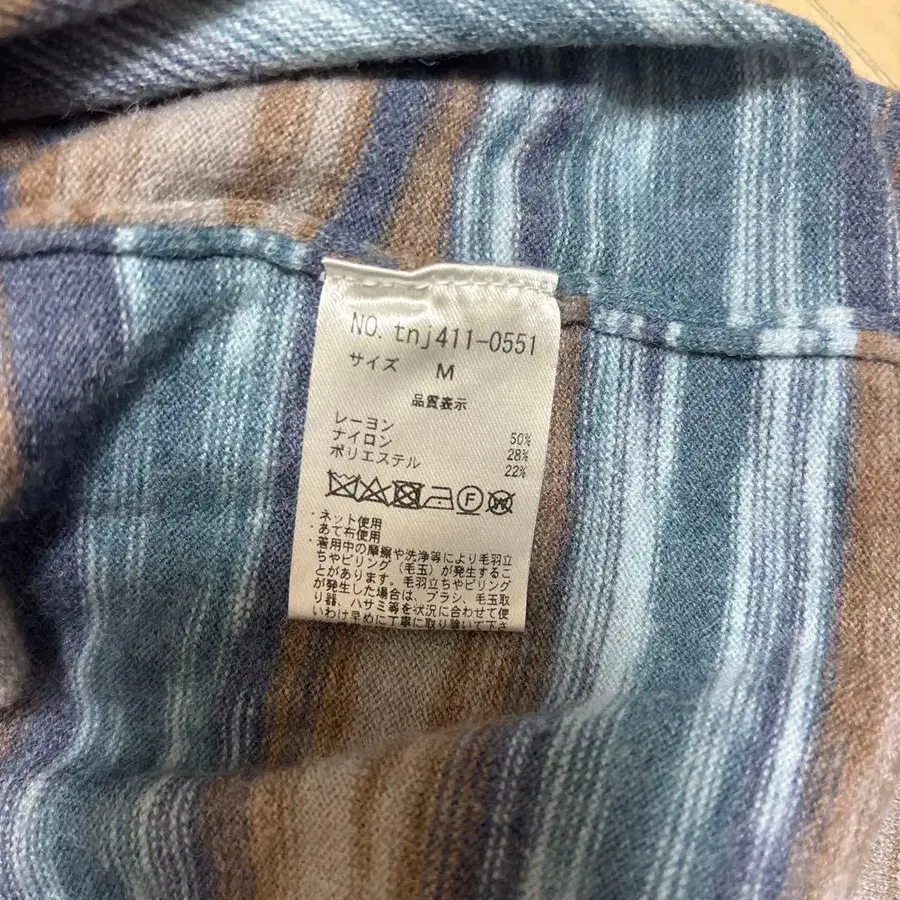 NO. tnj411-0551
サイズ M
品質表示
レーヨン 50%
ナイロン 28%
ポリエステル 22%
F
W
・ネット使用
・あて布使用
・着用中の摩擦や洗浄等により毛羽立
ちやピリング（毛玉）が発生するこ
とがあります。毛羽立ちやピリング
が発生した場合は、ブラシ、毛玉取
り器、ハサミ等を状況に合わせて使
いわけ早めに丁寧に取り除いて下さ